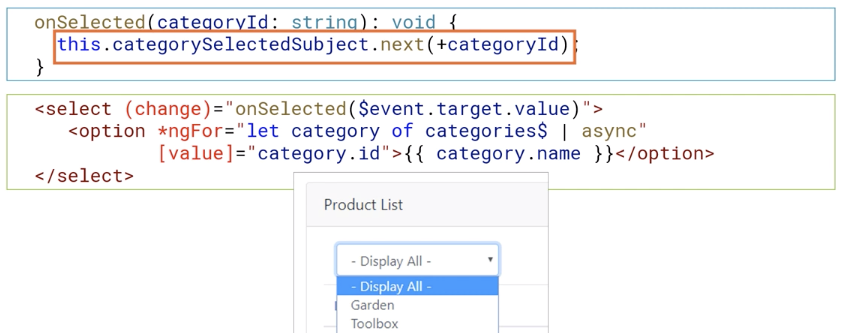 onSelected(categoryId: string): void {
this.categorySelectedSubject.next(+categoryId);
}
<select (change)="onSelected($event.target.value)">
<option *ngFor="let category of categories$ | async"
[value]="category.id">{{ category.name }}</option>
</select>
Product List
- Display All -
- Display All -
Garden
Toolbox